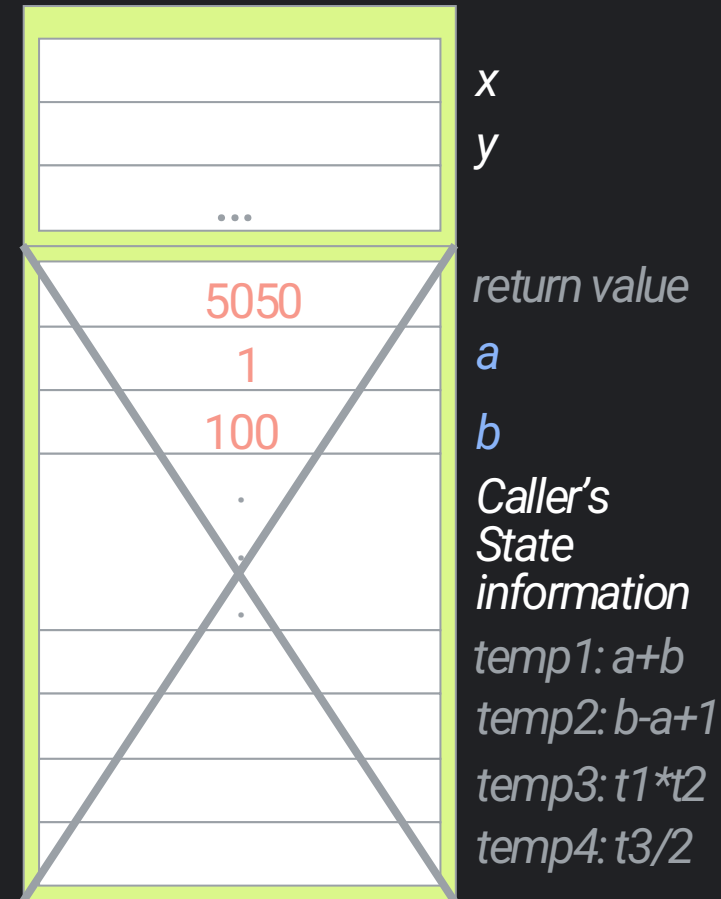 x
y
...
5050 return value
1 a
100 b
Caller’s
.
State
.
information
.
temp1: a+b
temp2: b-a+1
temp3: t1*t2
temp4: t3/2